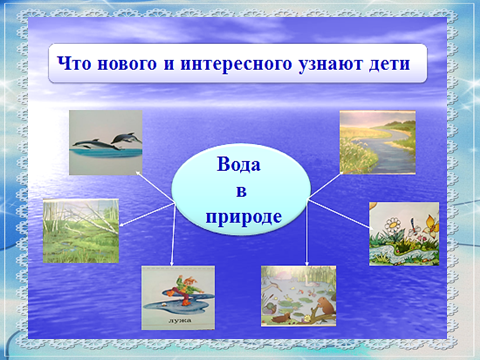 Что нового и интересного узнают дети
Вода
в
природе
лужа